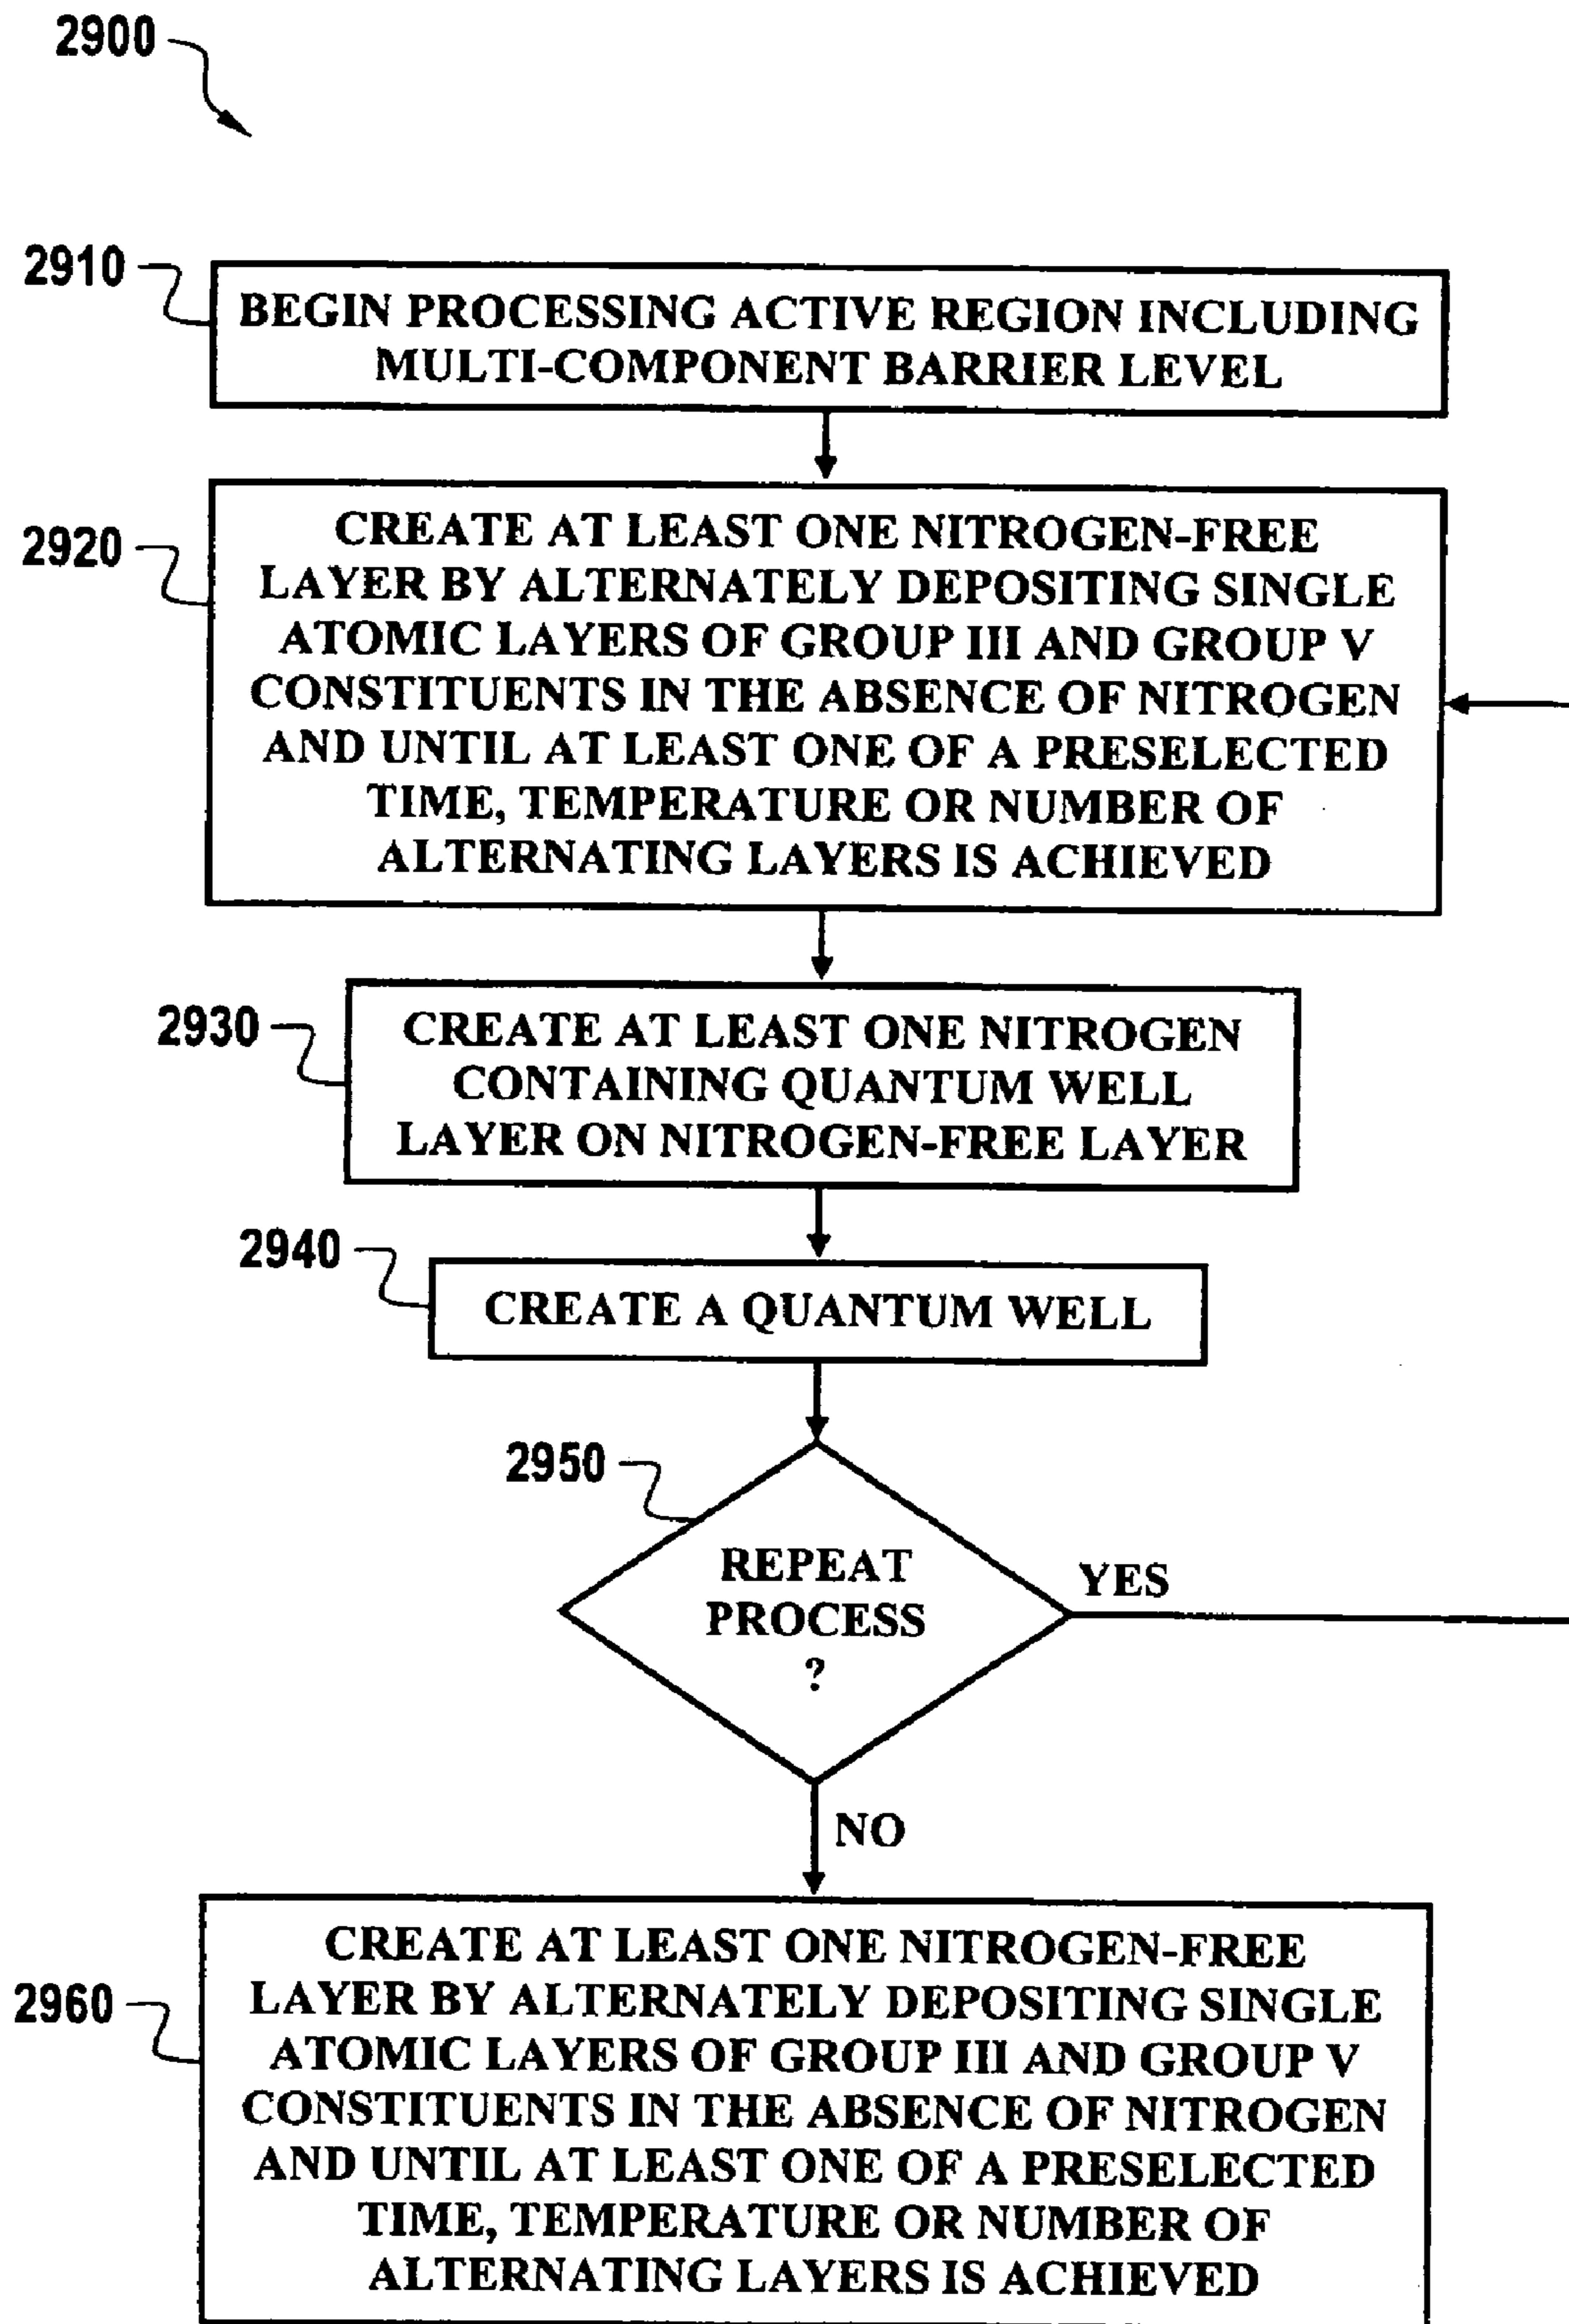 2900
2910
BEGIN PROCESSING ACTIVE REGION INCLUDING
MULTI-COMPONENT BARRIER LEVEL
2920
CREATE AT LEAST ONE NITROGEN-FREE
LAYER BY ALTERNATELY DEPOSITING SINGLE
ATOMIC LAYERS OF GROUP III AND GROUP V
CONSTITUENTS IN THE ABSENCE OF NITROGEN
AND UNTIL AT LEAST ONE OF A PRESELECTED
TIME, TEMPERATURE OR NUMBER OF
ALTERNATING LAYERS IS ACHIEVED
2930
CREATE AT LEAST ONE NITROGEN
CONTAINING QUANTUM WELL
LAYER ON NITROGEN-FREE LAYER
2940
CREATE A QUANTUM WELL
2950
REPEAT
PROCESS
?
YES
NO
2960
CREATE AT LEAST ONE NITROGEN-FREE
LAYER BY ALTERNATELY DEPOSITING SINGLE
ATOMIC LAYERS OF GROUP III AND GROUP V
CONSTITUENTS IN THE ABSENCE OF NITROGEN
AND UNTIL AT LEAST ONE OF A PRESELECTED
TIME, TEMPERATURE OR NUMBER OF
ALTERNATING LAYERS IS ACHIEVED